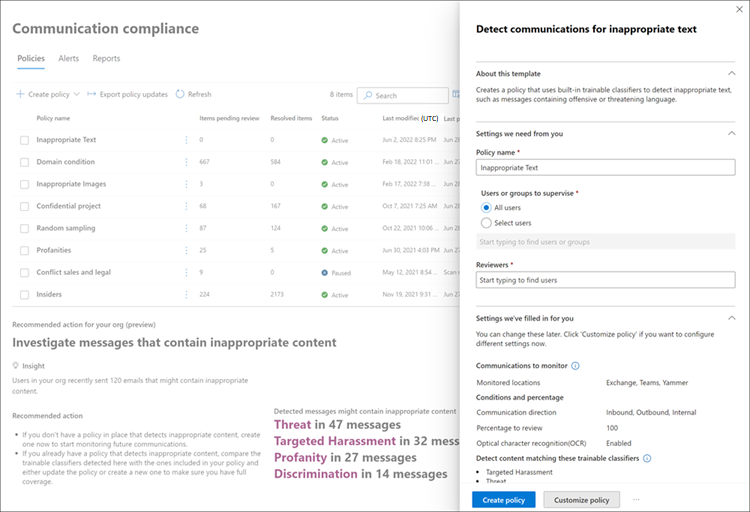 Communication compliance
Policies Alerts Reports
Create policy Export policy updates Refresh 8 items Search
Policy name Items pending review Resolved items Status Last modified (UTC) Last p
Inappropriate Text 0 0 Active Jun 2, 2022 8:25 PM Jun 28
Domain condition 667 584 Active Feb 18, 2022 11:01 ... Jun 27
Inappropriate Images 3 0 Active Feb 17, 2022 7:38 ... Jun 28
Confidential project 68 167 Active Oct 7, 2021 7:25 AM Jun 28
Random sampling 87 124 Active Oct 22, 2021 10:06 ... Jun 27
Profanities 25 5 Active Jun 30, 2021 4:03 PM Jun 27
Conflict sales and legal 9 0 Paused May 12, 2021 8:54 ... Scan
Insiders 224 2173 Active Nov 19, 2021 9:31 ... Jun 27
Recommended action for your org (preview)
Investigate messages that contain inappropriate content
Insight
Users in your org recently sent 120 emails that might contain inappropriate
content.
Recommended action
If you don't have a policy in place that detects inappropriate content, create
one now to start monitoring future communications.
If you already have a policy that detects inappropriate content, compare the
trainable classifiers detected here with the ones included in your policy and
either update the policy or create a new one to make sure you have full
coverage.
Detected messages might contain inappropriate content
Threat in 47 messages
Targeted Harassment in 32 mess
Profanity in 27 messages
Discrimination in 14 messages
Detect communications for inappropriate text
About this template
Creates a policy that uses built-in trainable classifiers to detect inappropriate text,
such as messages containing offensive or threatening language.
Settings we need from you
Policy name *
Inappropriate Text
Users or groups to supervise *
All users
Select users
Start typing to find users or groups
Reviewers *
Start typing to find users
Settings we've filled in for you
You can change these later. Click 'Customize policy' if you want to configure
different settings now.
Communications to monitor
Monitored locations Exchange, Teams, Yammer
Conditions and percentage
Communication direction Inbound, Outbound, Internal
Percentage to review 100
Optical character recognition(OCR) Enabled
Detect content matching these trainable classifiers
Targeted Harassment
Threat
Create policy Customize policy ...